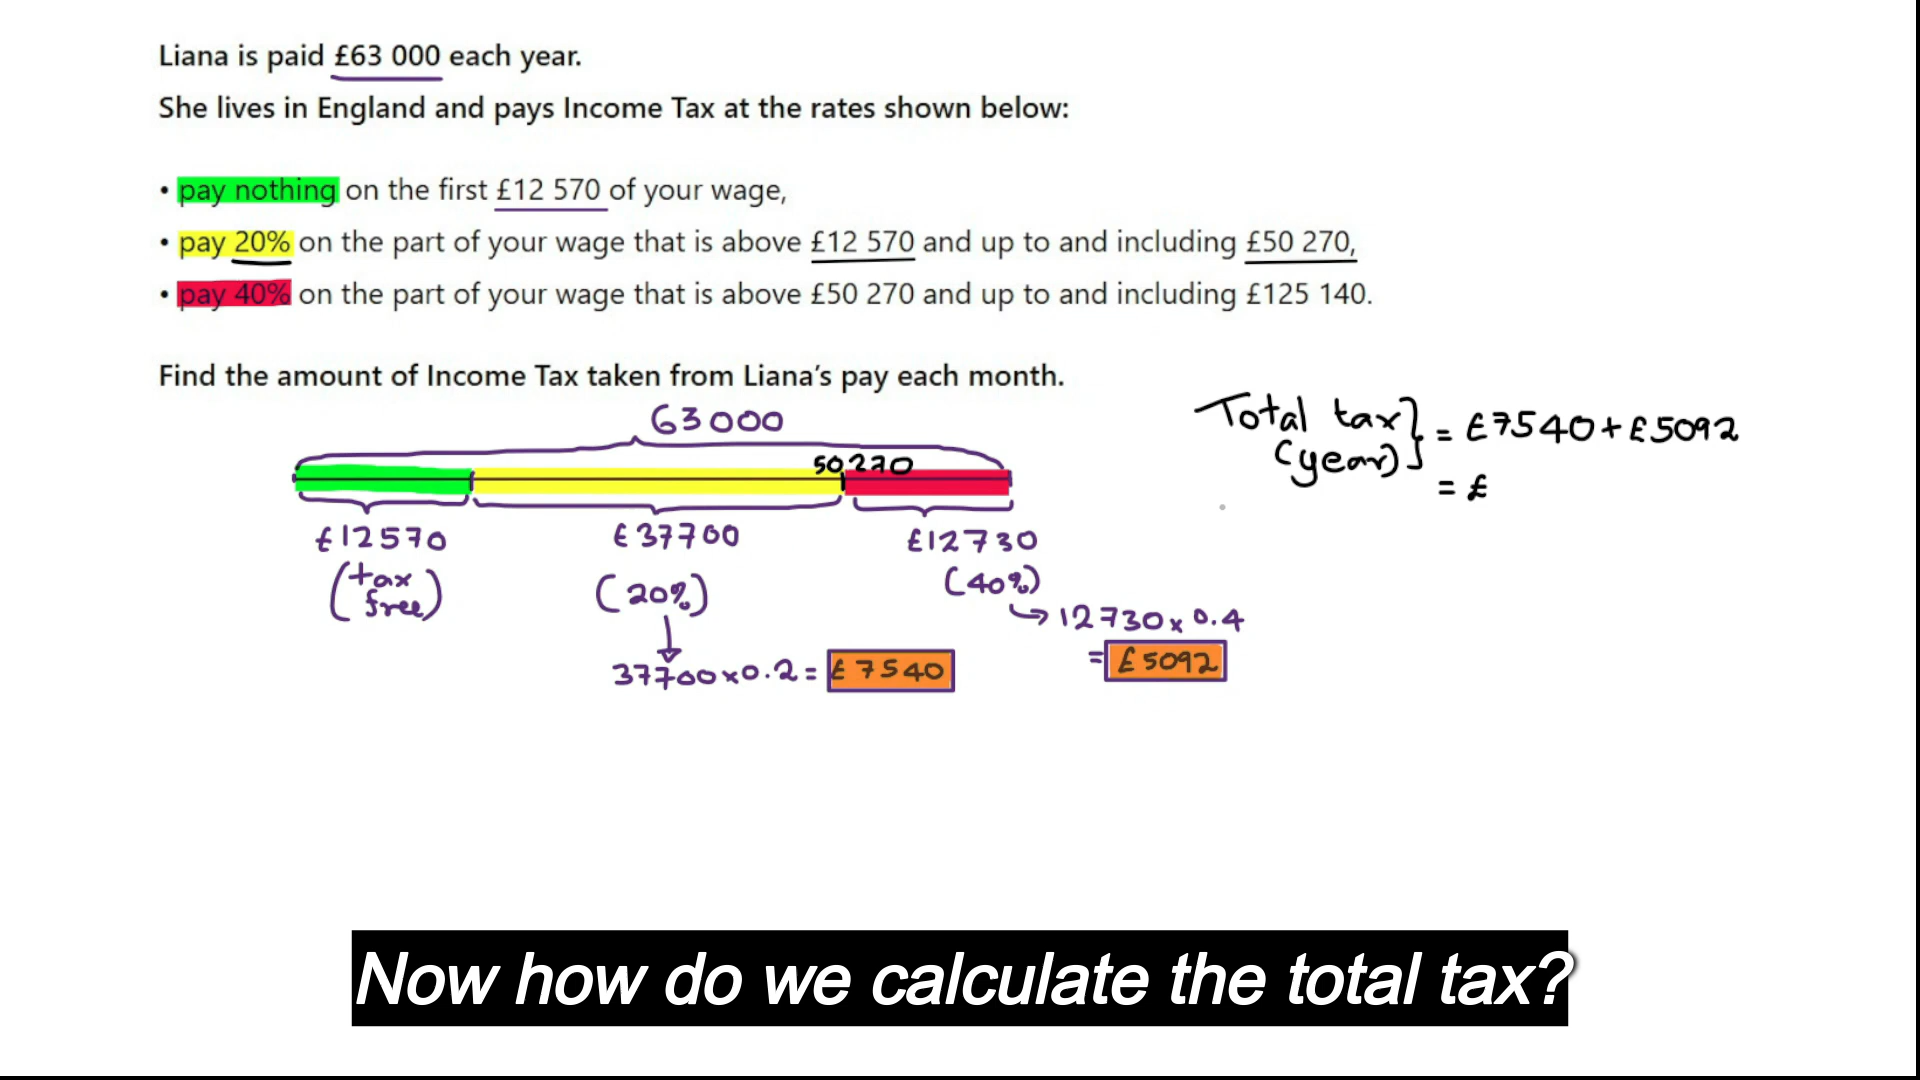 Liana is paid £63 000 each year.
She lives in England and pays Income Tax at the rates shown below:
• pay nothing on the first £12 570 of your wage,
• pay 20% on the part of your wage that is above £12 570 and up to and including £50 270,
• pay 40% on the part of your wage that is above £50 270 and up to and including £125 140.
Find the amount of Income Tax taken from Liana’s pay each month.
63000
50270
£12570
(tax
free)
£37700
(20%)
37700x0.2= £7540
£12730
(40%)
12730x0.4
= £5092
Total tax} = £7540+£5092
(year)
= £
Now how do we calculate the total tax?